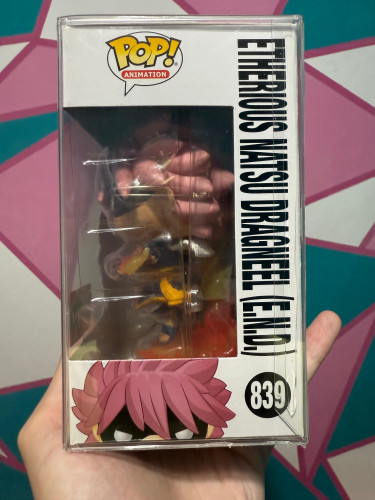 POP!
ANIMATION
ETHERIOUS NATSU DRAGNEEL (E.N.D.)
839